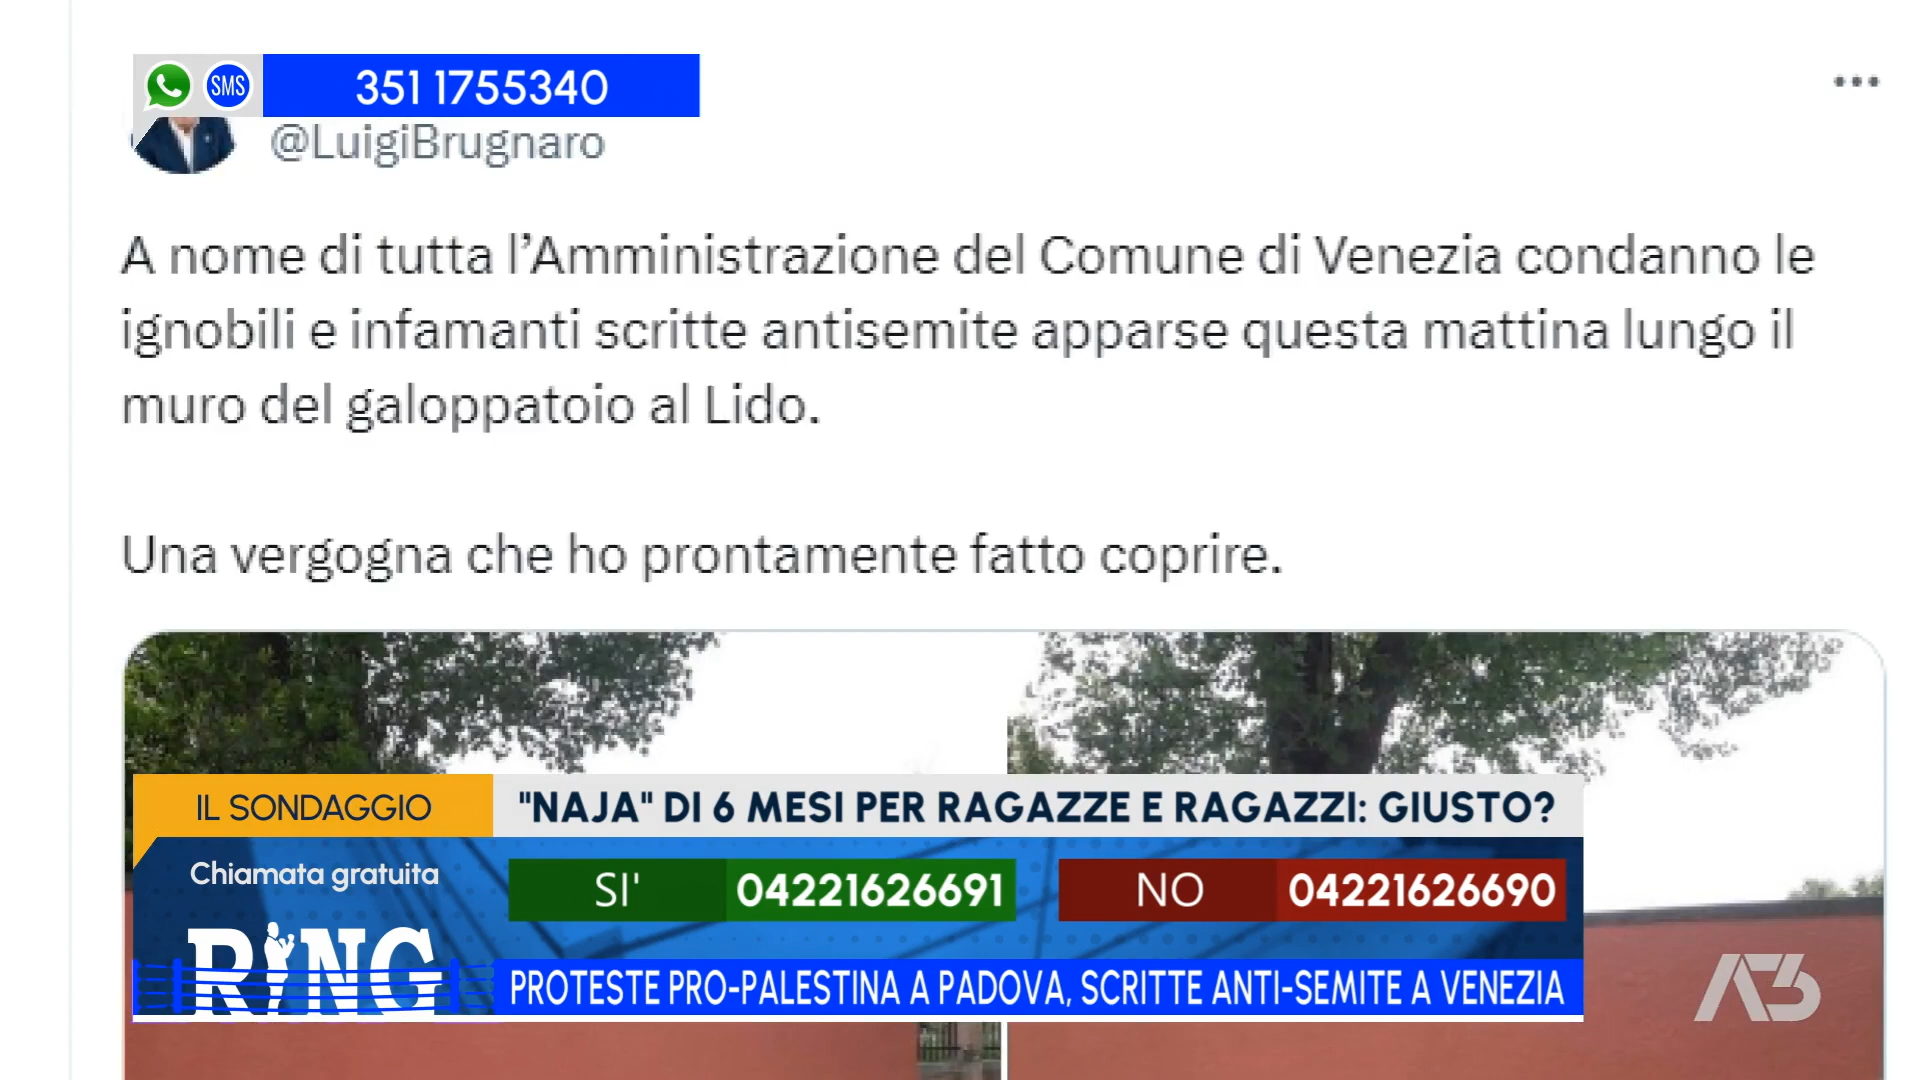 SMS
351 1755340
@LuigiBrugnaro
A nome di tutta l’Amministrazione del Comune di Venezia condanno le
ignobili e infamanti scritte antisemite apparse questa mattina lungo il
muro del galoppatoio al Lido.
Una vergogna che ho prontamente fatto coprire.
IL SONDAGGIO
"NAJA" DI 6 MESI PER RAGAZZE E RAGAZZI: GIUSTO?
Chiamata gratuita
SI' 04221626691
NO 04221626690
RING
PROTESTE PRO-PALESTINA A PADOVA, SCRITTE ANTI-SEMITE A VENEZIA
A3